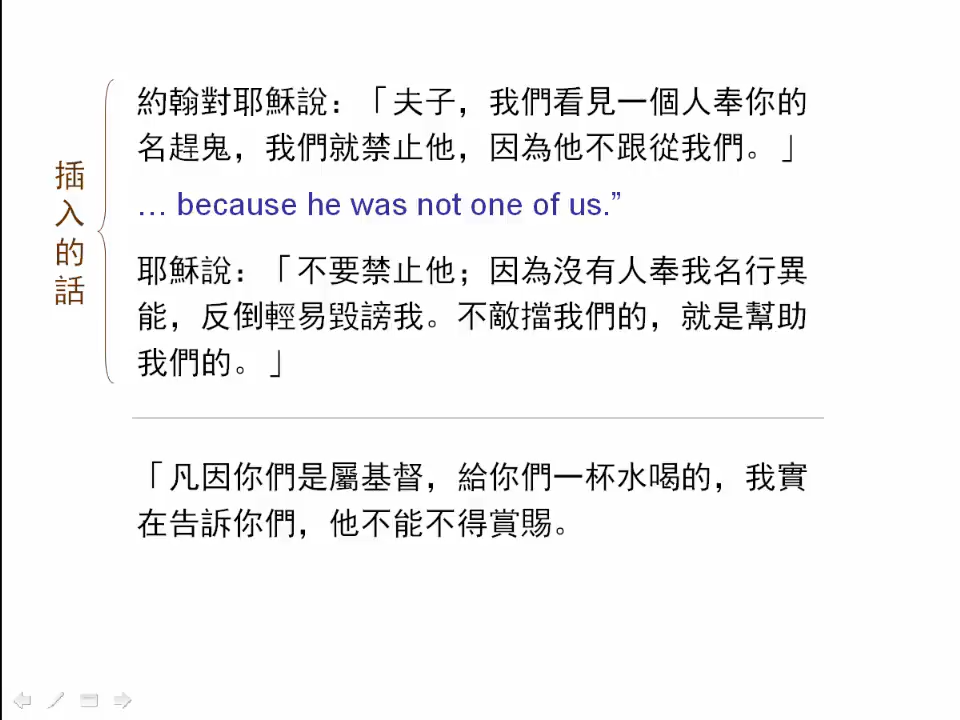 插入的話
約翰對耶穌說：「夫子，我們看見一個人奉你的
名趕鬼，我們就禁止他，因為他不跟從我們。」
… because he was not one of us.”
耶穌說：「不要禁止他；因為沒有人奉我名行異
能，反倒輕易毀謗我。不敵擋我們的，就是幫助
我們的。」
「凡因你們是屬基督，給你們一杯水喝的，我實
在告訴你們，他不能不得賞賜。